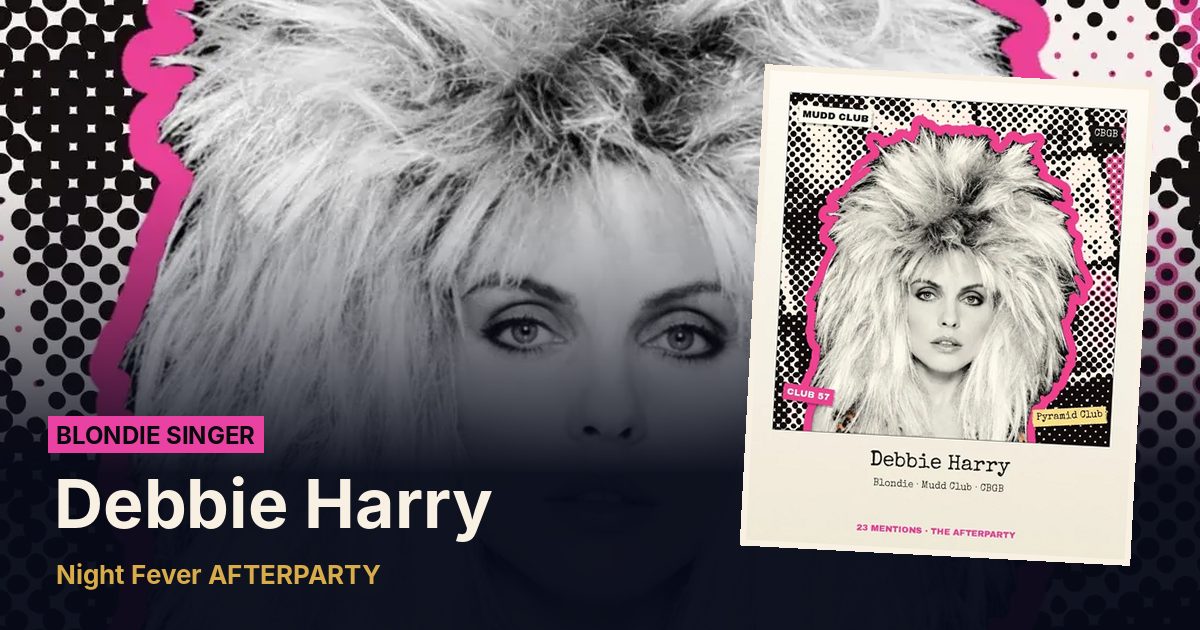 BLONDIE SINGER
Debbie Harry
Night Fever AFTERPARTY
MUDD CLUB
CBGB
CLUB 57
Pyramid Club
Debbie Harry
Blondie · Mudd Club · CBGB
23 MENTIONS · THE AFTERPARTY